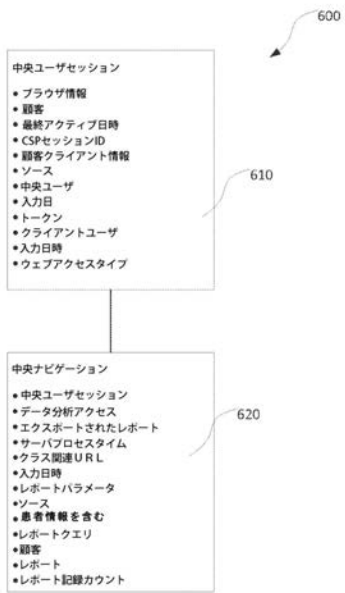 600
中央ユーザセッション
• ブラウザ情報
• 顧客
• 最終アクティブ日時
• CSPセッションID
• 顧客クライアント情報
• ソース
• 中央ユーザ
• 入力日
• トークン
• クライアントユーザ
• 入力日時
• ウェブアクセスタイプ
610
中央ナビゲーション
• 中央ユーザセッション
• データ分析アクセス
• エクスポートされたレポート
• サーバプロセスタイム
• クラス関連URL
• 入力日時
• レポートパラメータ
• ソース
• 患者情報を含む
• レポートクエリ
• 顧客
• レポート
• レポート記録カウント
620